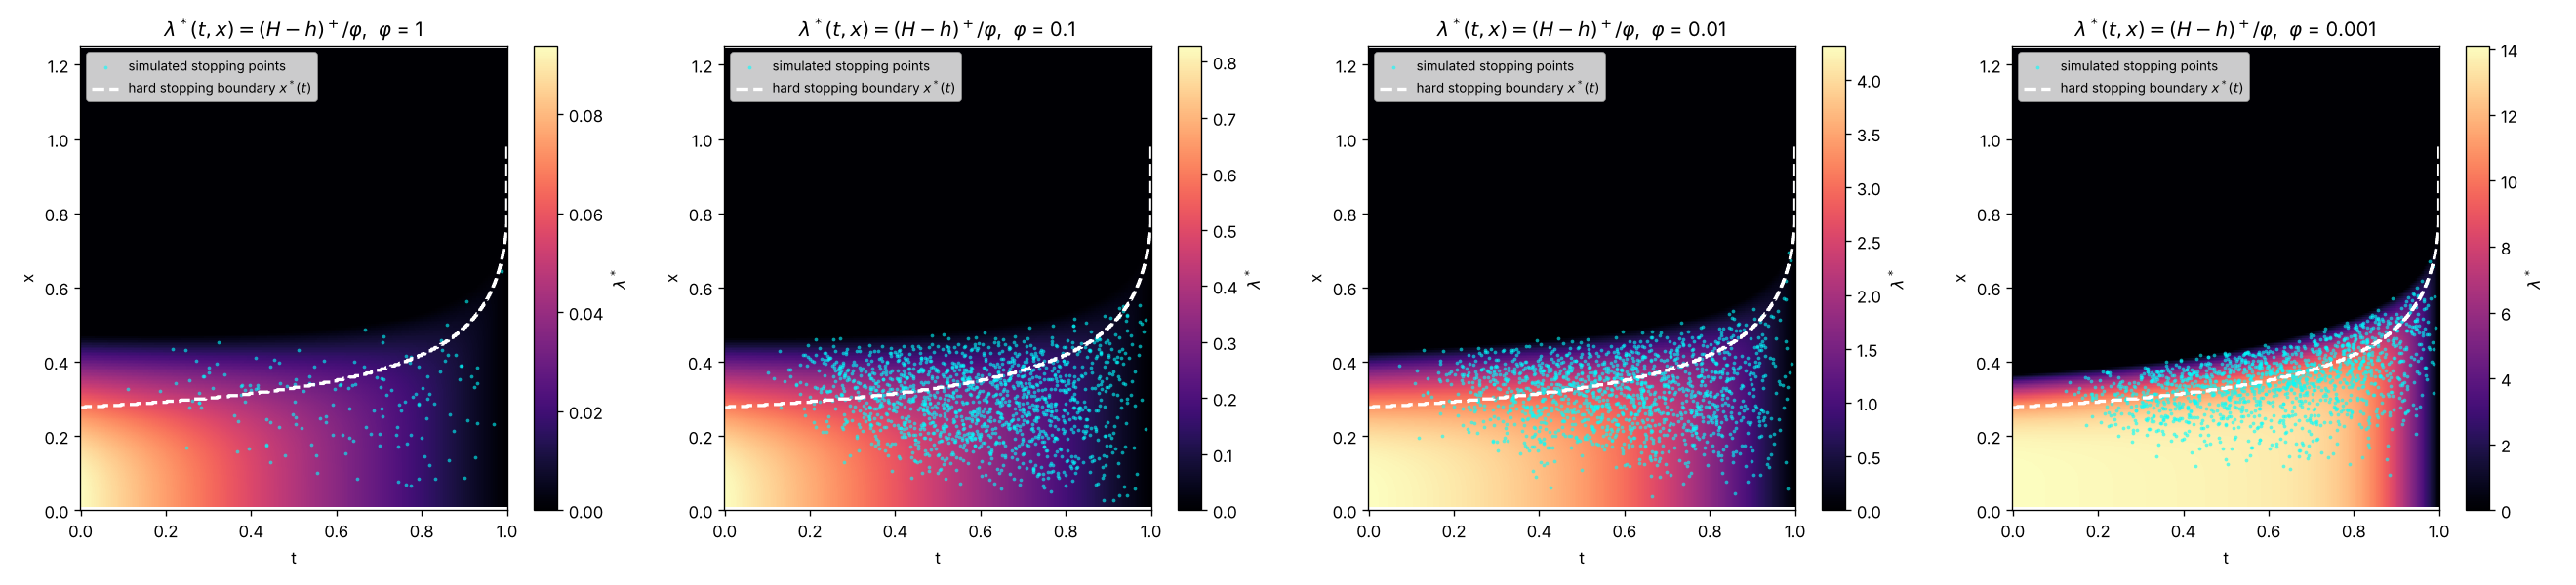 λ*(t, x) = (H − h)⁺/φ,  φ = 1
simulated stopping points
hard stopping boundary x*(t)
1.2
1.0
0.8
0.6
0.4
0.2
0.0
x
0.0 0.2 0.4 0.6 0.8 1.0
t
0.08
0.06
0.04
0.02
0.00
λ*
λ*(t, x) = (H − h)⁺/φ,  φ = 0.1
simulated stopping points
hard stopping boundary x*(t)
1.2
1.0
0.8
0.6
0.4
0.2
0.0
x
0.0 0.2 0.4 0.6 0.8 1.0
t
0.8
0.7
0.6
0.5
0.4
0.3
0.2
0.1
0.0
λ*
λ*(t, x) = (H − h)⁺/φ,  φ = 0.01
simulated stopping points
hard stopping boundary x*(t)
1.2
1.0
0.8
0.6
0.4
0.2
0.0
x
0.0 0.2 0.4 0.6 0.8 1.0
t
4.0
3.5
3.0
2.5
2.0
1.5
1.0
0.5
0.0
λ*
λ*(t, x) = (H − h)⁺/φ,  φ = 0.001
simulated stopping points
hard stopping boundary x*(t)
1.2
1.0
0.8
0.6
0.4
0.2
0.0
x
0.0 0.2 0.4 0.6 0.8 1.0
t
14
12
10
8
6
4
2
0
λ*